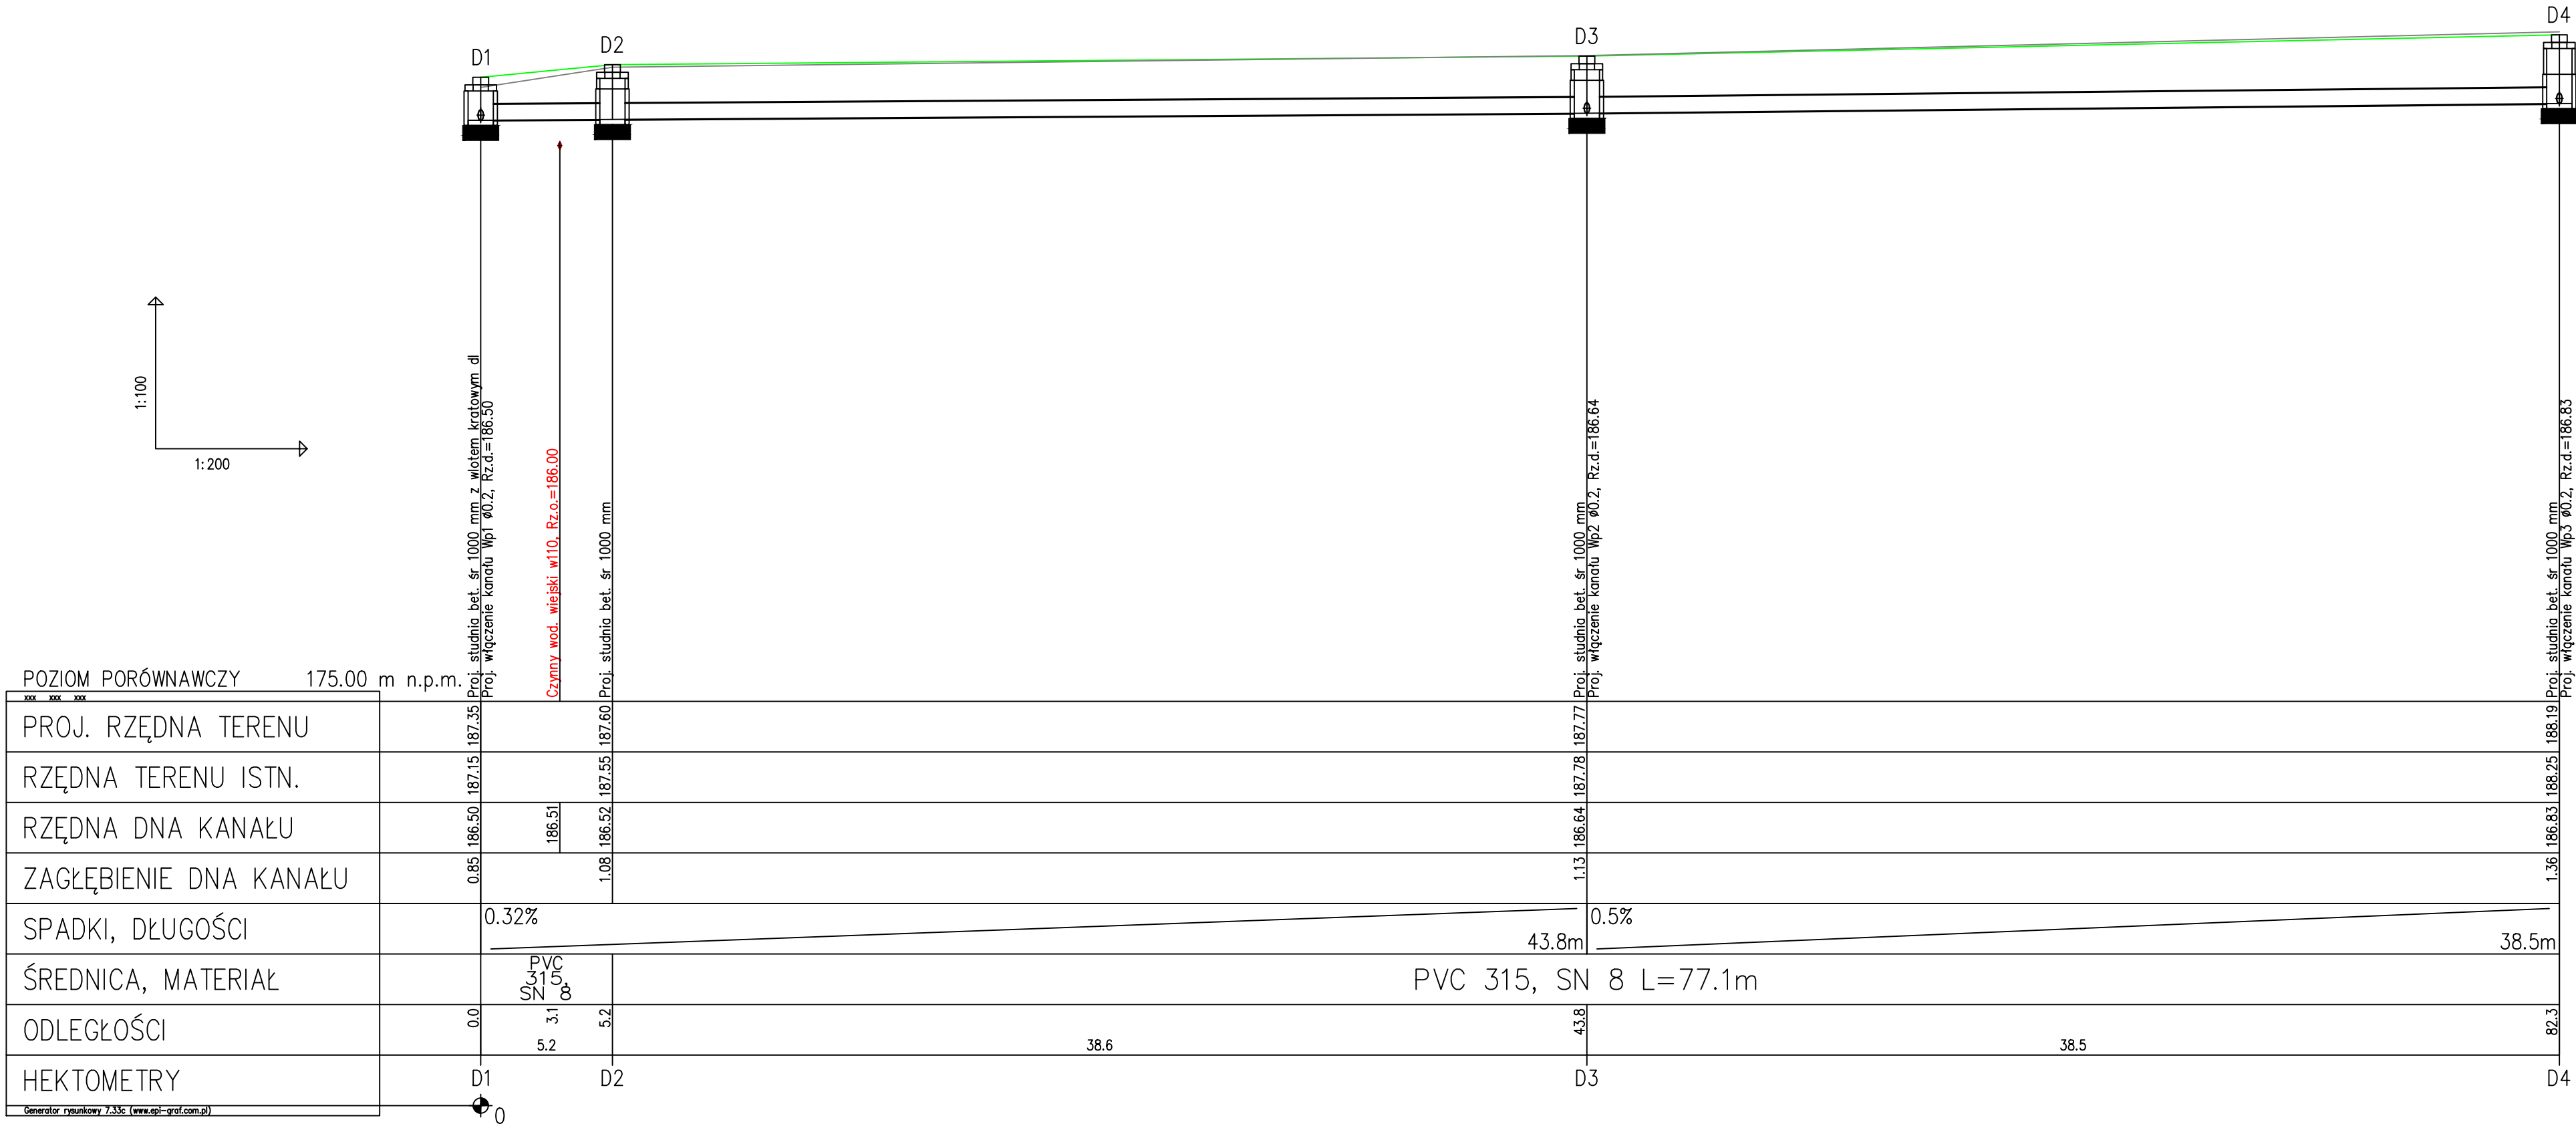 D1
D2
D3
D4
1:100
1:200
Proj. studnia bet. śr 1000 mm z wlotem kratowym dl
Proj. włączenie kanału Wp1 ø0.2, Rz.d.=186.50
Czynny wod. wiejski w110, Rz.o.=186.00
Proj. studnia bet. śr 1000 mm
Proj. studnia bet. śr 1000 mm
Proj. włączenie kanału Wp2 ø0.2, Rz.d.=186.64
Proj. studnia bet. śr 1000 mm
Proj. włączenie kanału Wp3 ø0.2, Rz.d.=186.83
POZIOM PORÓWNAWCZY 175.00 m n.p.m.
xxx xxx xxx
PROJ. RZĘDNA TERENU 187.35 187.60 187.77 188.19
RZĘDNA TERENU ISTN. 187.15 187.55 187.78 188.25
RZĘDNA DNA KANAŁU 186.50 186.51 186.52 186.64 186.83
ZAGŁĘBIENIE DNA KANAŁU 0.85 1.08 1.13 1.36
SPADKI, DŁUGOŚCI 0.32% 43.8m 0.5% 38.5m
ŚREDNICA, MATERIAŁ
PVC
315,
SN 8
PVC 315, SN 8 L=77.1m
ODLEGŁOŚCI 0.0 3.1 5.2 43.8 82.3
5.2 38.6 38.5
HEKTOMETRY D1 D2 D3 D4
Generator rysunkowy 7.33c (www.epi-graf.com.pl)
0